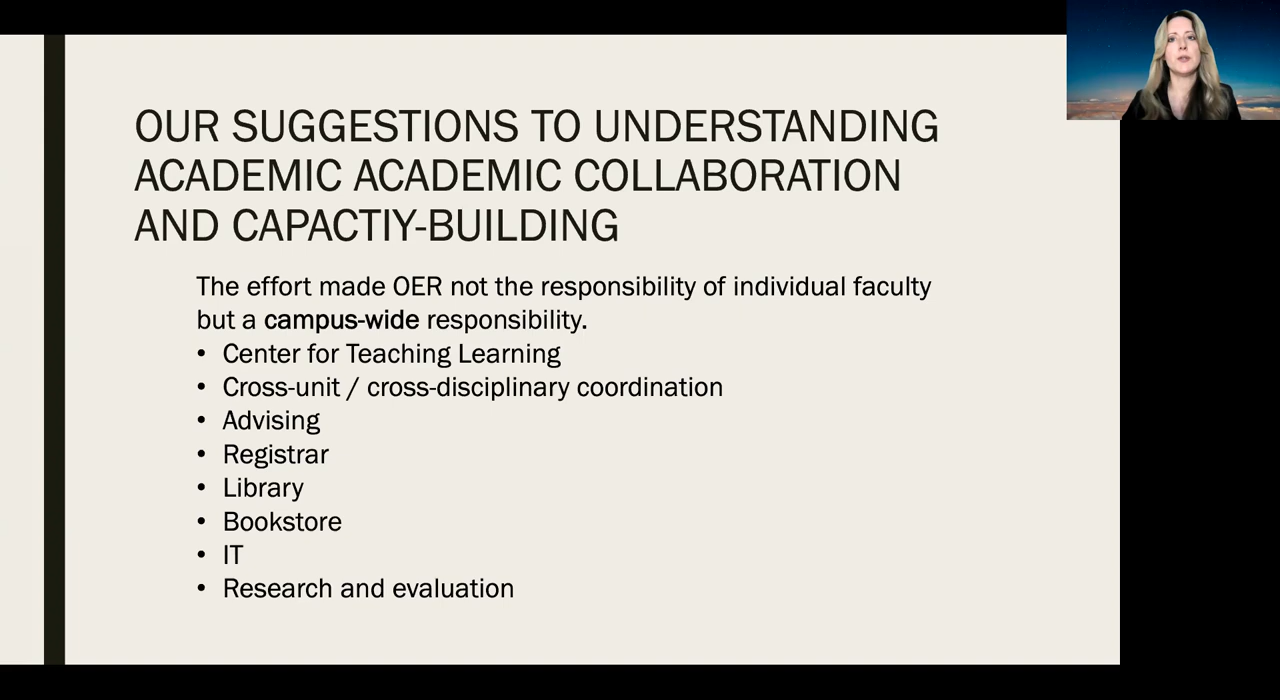 OUR SUGGESTIONS TO UNDERSTANDING
ACADEMIC ACADEMIC COLLABORATION
AND CAPACTIY-BUILDING
The effort made OER not the responsibility of individual faculty
but a campus-wide responsibility.
• Center for Teaching Learning
• Cross-unit / cross-disciplinary coordination
• Advising
• Registrar
• Library
• Bookstore
• IT
• Research and evaluation